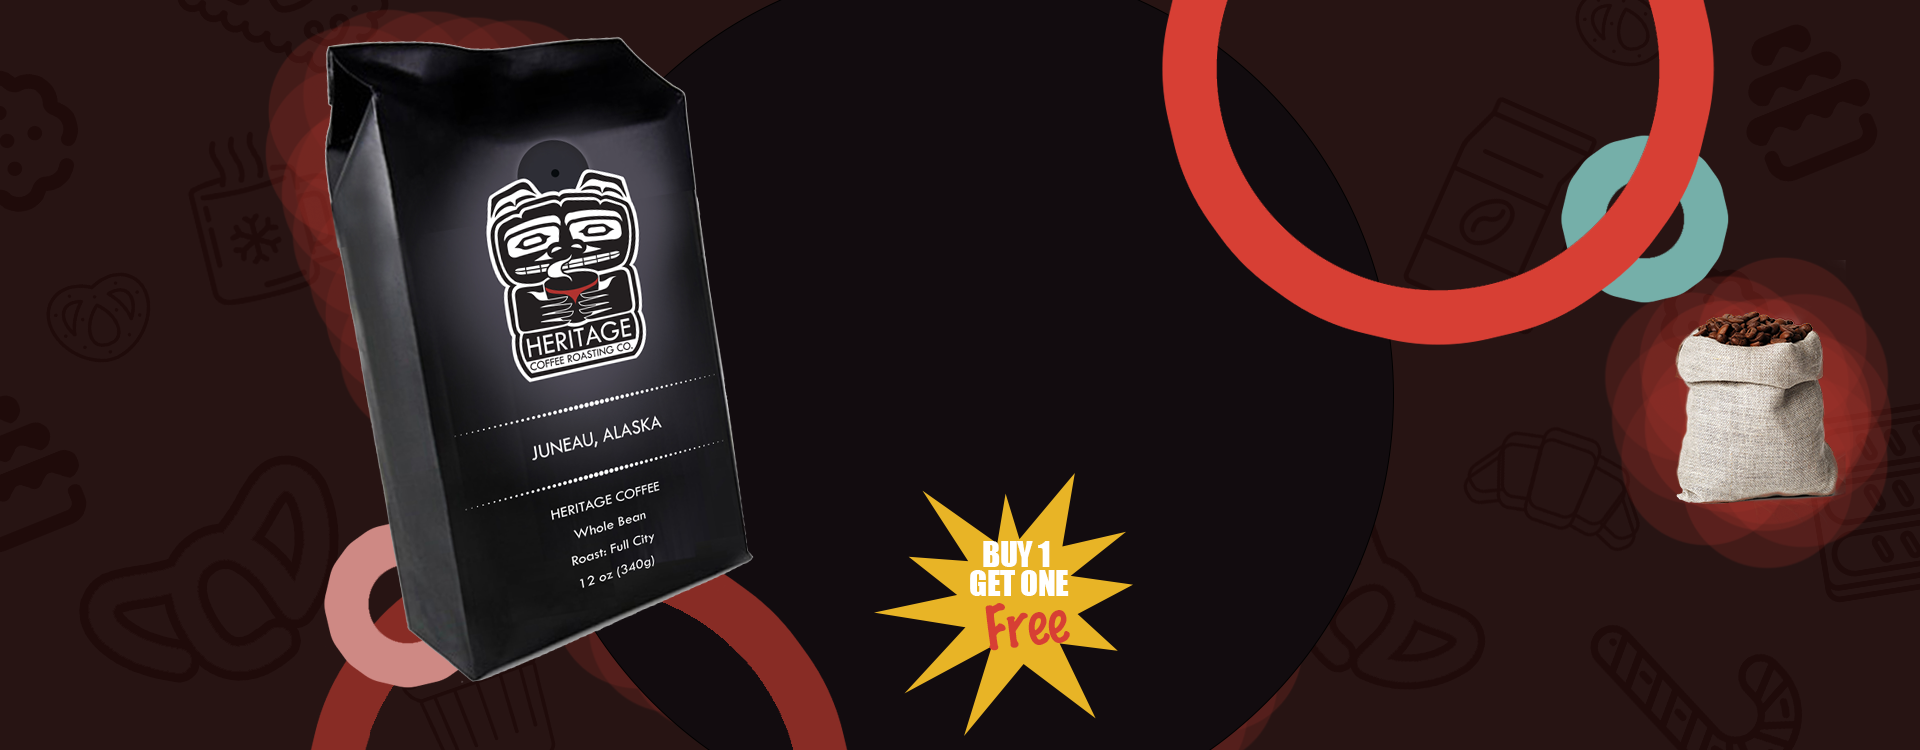 HERITAGE
COFFEE ROASTING CO.
JUNEAU, ALASKA
HERITAGE COFFEE
Whole Bean
Roast: Full City
12 oz (340g)
BUY 1
GET ONE
Free